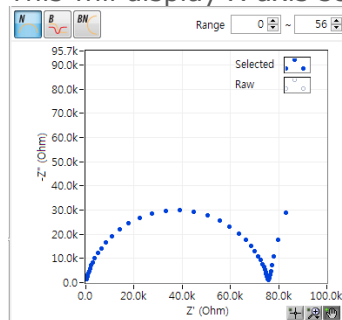 N B BN Range 0 ~ 56
Selected
Raw
-Z" (Ohm)
95.7k
90.0k
80.0k
70.0k
60.0k
50.0k
40.0k
30.0k
20.0k
10.0k
0.0
0.0 20.0k 40.0k 60.0k 80.0k 100.0k
Z' (Ohm)